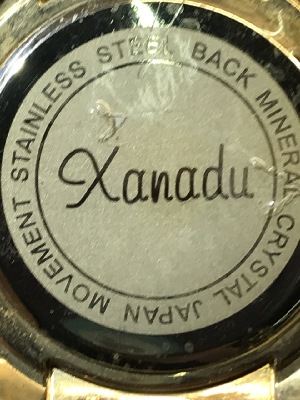 STAINLESS STEEL BACK MINERAL CRYSTAL JAPAN MOVEMENT
Xanadu